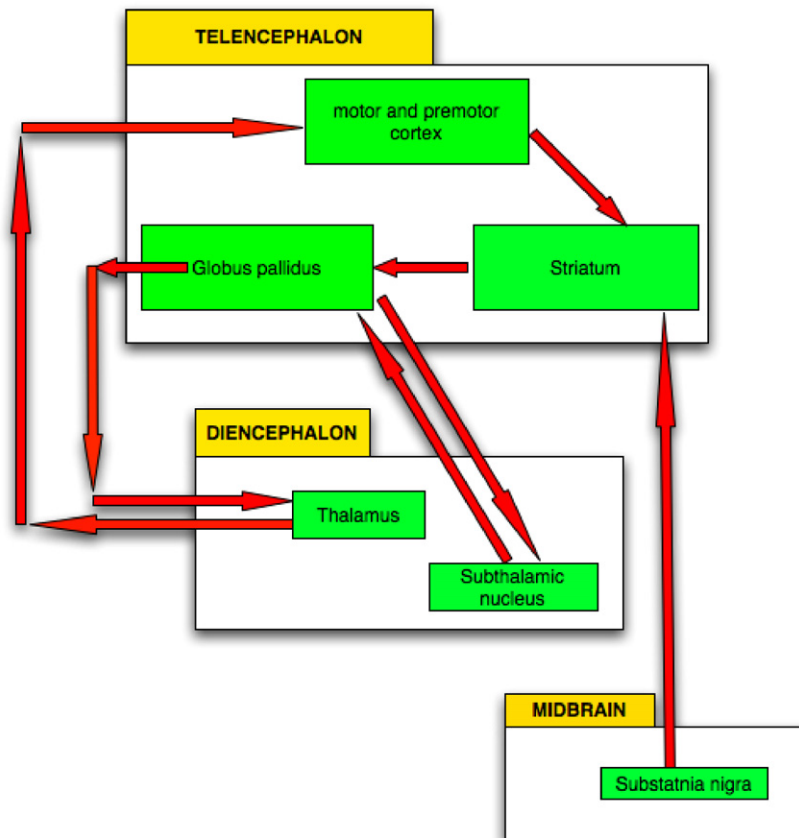 TELENCEPHALON
motor and premotor
cortex
Globus pallidus
Striatum
DIENCEPHALON
Thalamus
Subthalamic
nucleus
MIDBRAIN
Substatnia nigra